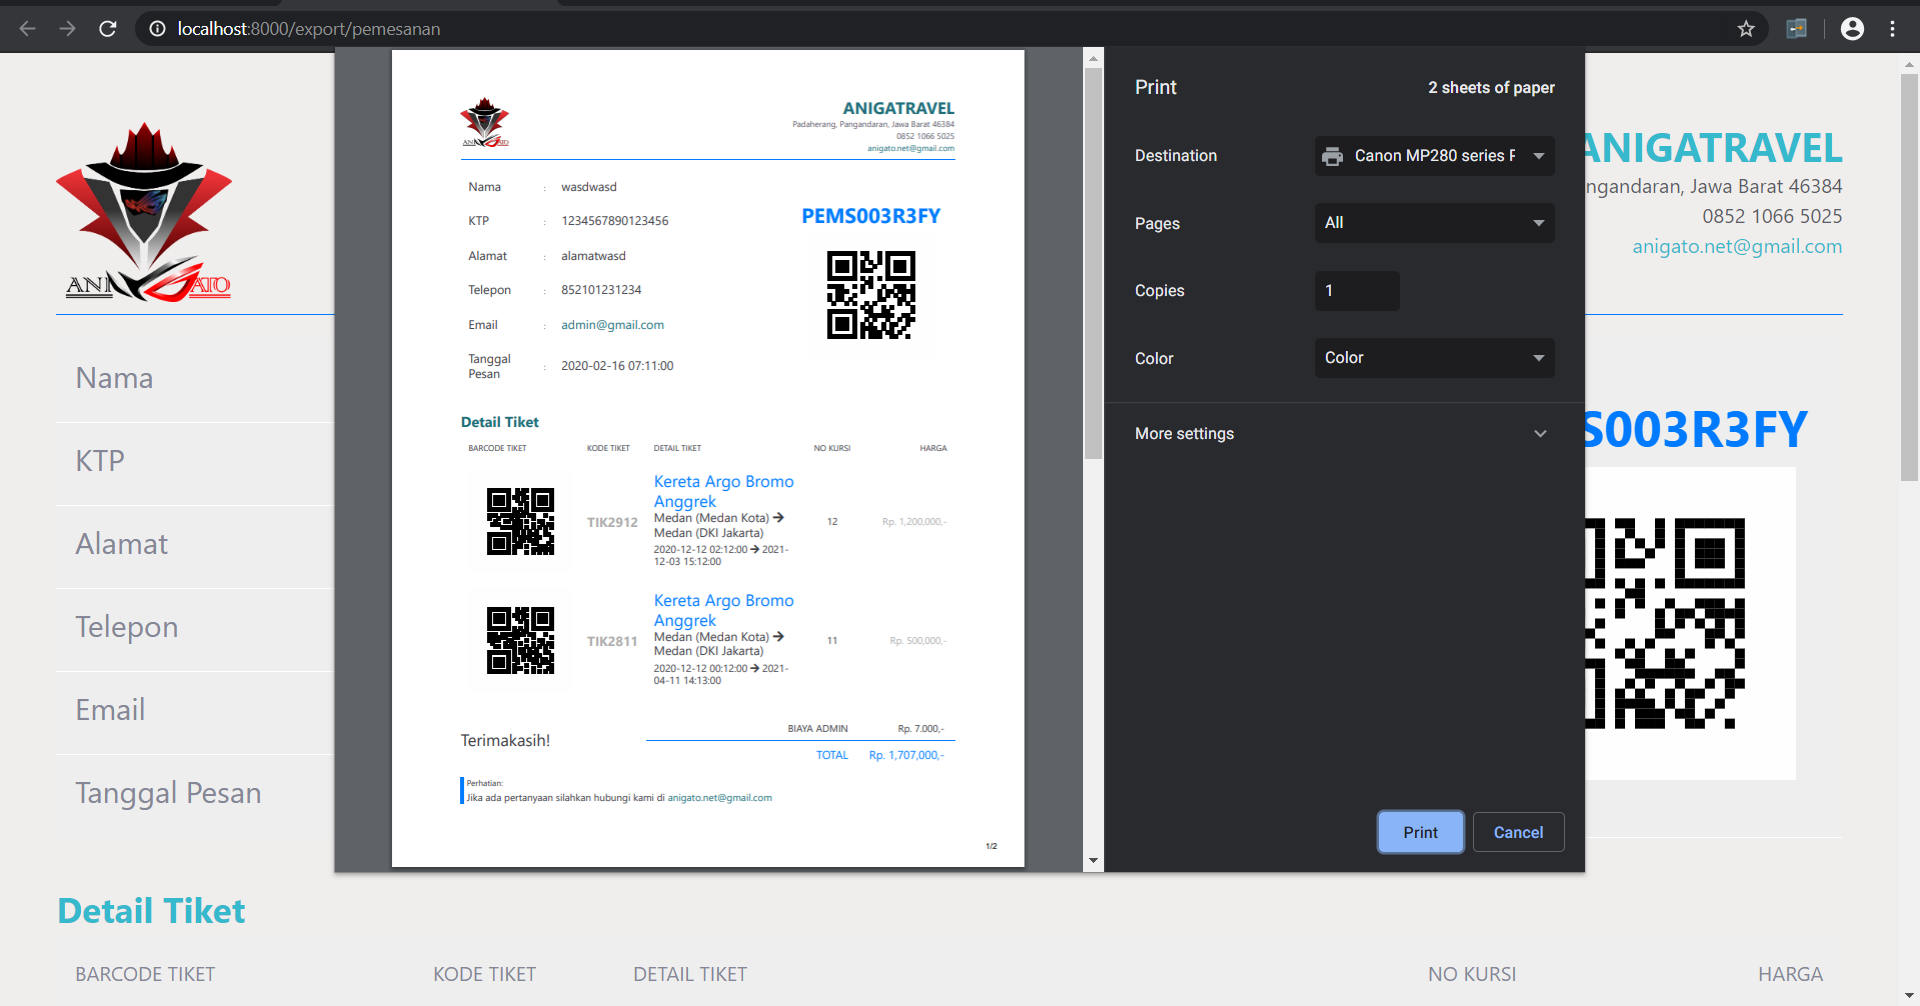 localhost:8000/export/pemesanan
ANIGATO
ANIGATRAVEL
Padaherang, Pangandaran, Jawa Barat 46384
0852 1066 5025
anigato.net@gmail.com
Nama : wasdwasd
KTP : 1234567890123456
Alamat : alamatwasd
Telepon : 852101231234
Email : admin@gmail.com
Tanggal Pesan : 2020-02-16 07:11:00
PEMS003R3FY
Detail Tiket
BARCODE TIKET KODE TIKET DETAIL TIKET NO KURSI HARGA
Kereta Argo Bromo
Anggrek
TIK2912 Medan (Medan Kota) → 12 Rp. 1,200,000,-
Medan (DKI Jakarta)
2020-12-12 02:12:00 → 2021-
12-03 15:12:00
Kereta Argo Bromo
Anggrek
TIK2811 Medan (Medan Kota) → 11 Rp. 500,000,-
Medan (DKI Jakarta)
2020-12-12 00:12:00 → 2021-
04-11 14:13:00
BIAYA ADMIN Rp. 7.000,-
Terimakasih!
TOTAL Rp. 1,707,000,-
Perhatian:
Jika ada pertanyaan silahkan hubungi kami di anigato.net@gmail.com
1/2
Print 2 sheets of paper
Destination Canon MP280 series F
Pages All
Copies 1
Color Color
More settings
Print Cancel
ANIGATO
ANIGATRAVEL
ngandaran, Jawa Barat 46384
0852 1066 5025
anigato.net@gmail.com
Nama
KTP
Alamat
Telepon
Email
Tanggal Pesan
S003R3FY
Detail Tiket
BARCODE TIKET KODE TIKET DETAIL TIKET NO KURSI HARGA